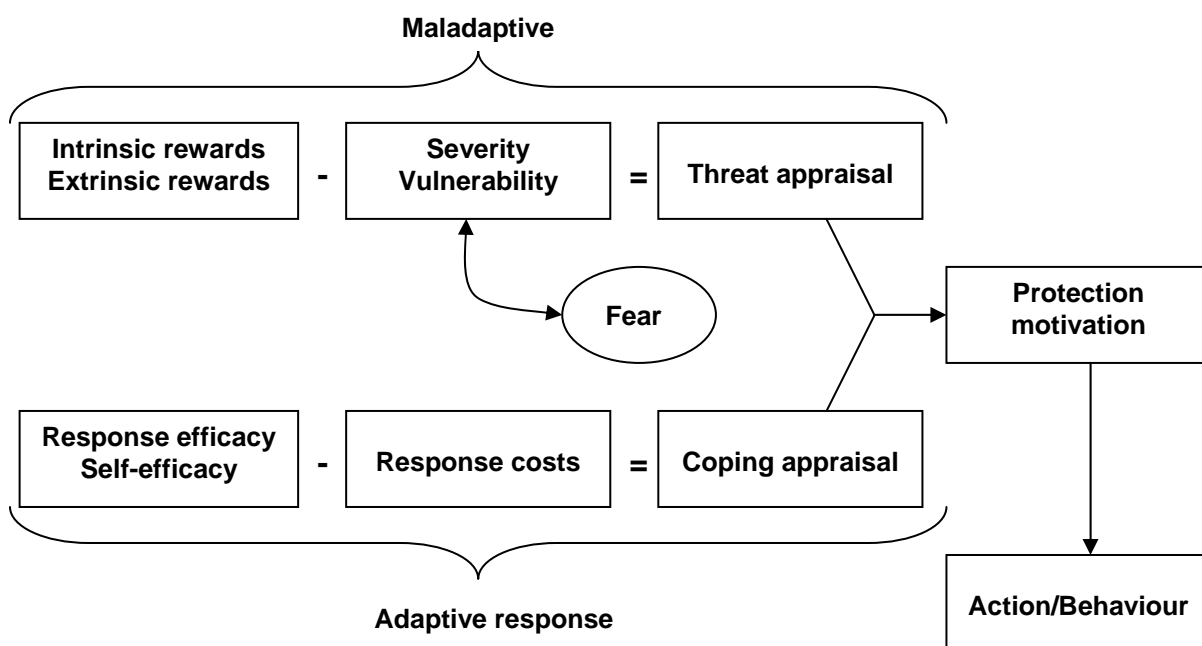 Maladaptive
Intrinsic rewards
Extrinsic rewards
-
Severity
Vulnerability
=
Threat appraisal
Fear
Protection
motivation
Response efficacy
Self-efficacy
-
Response costs
=
Coping appraisal
Adaptive response
Action/Behaviour